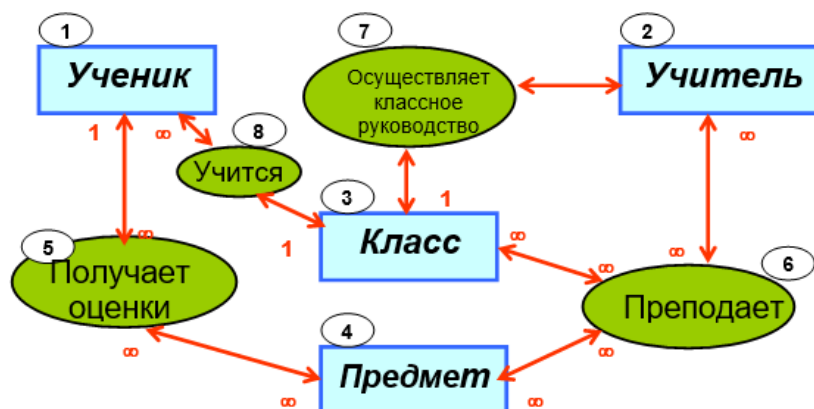 1
Ученик
7
Осуществляет
классное
руководство
2
Учитель
1
∞
8
Учится
∞
3
1
Класс
1
∞
∞
∞
∞
5
Получает
оценки
6
Преподает
∞
4
Предмет
∞
∞
∞